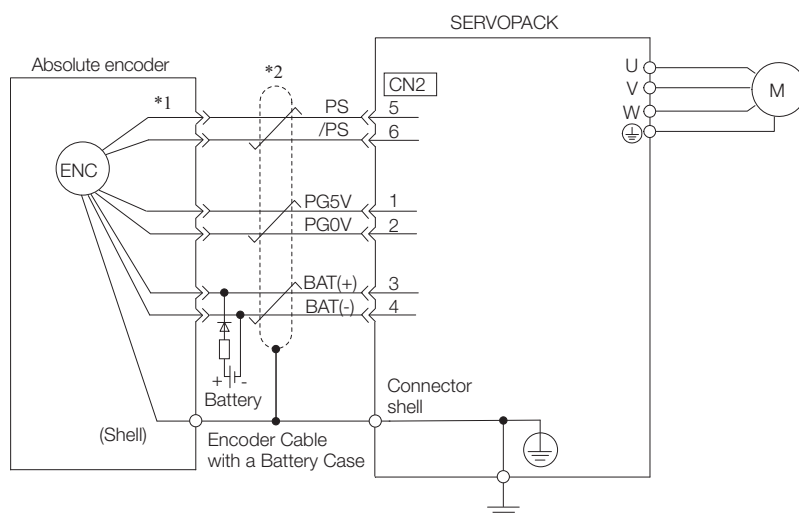 SERVOPACK
Absolute encoder
*2
U
V
W
M
*1
CN2
PS
5
/PS
6
ENC
PG5V
1
PG0V
2
BAT(+)
3
BAT(-)
4
+ -
Battery
Connector
shell
(Shell)
Encoder Cable
with a Battery Case